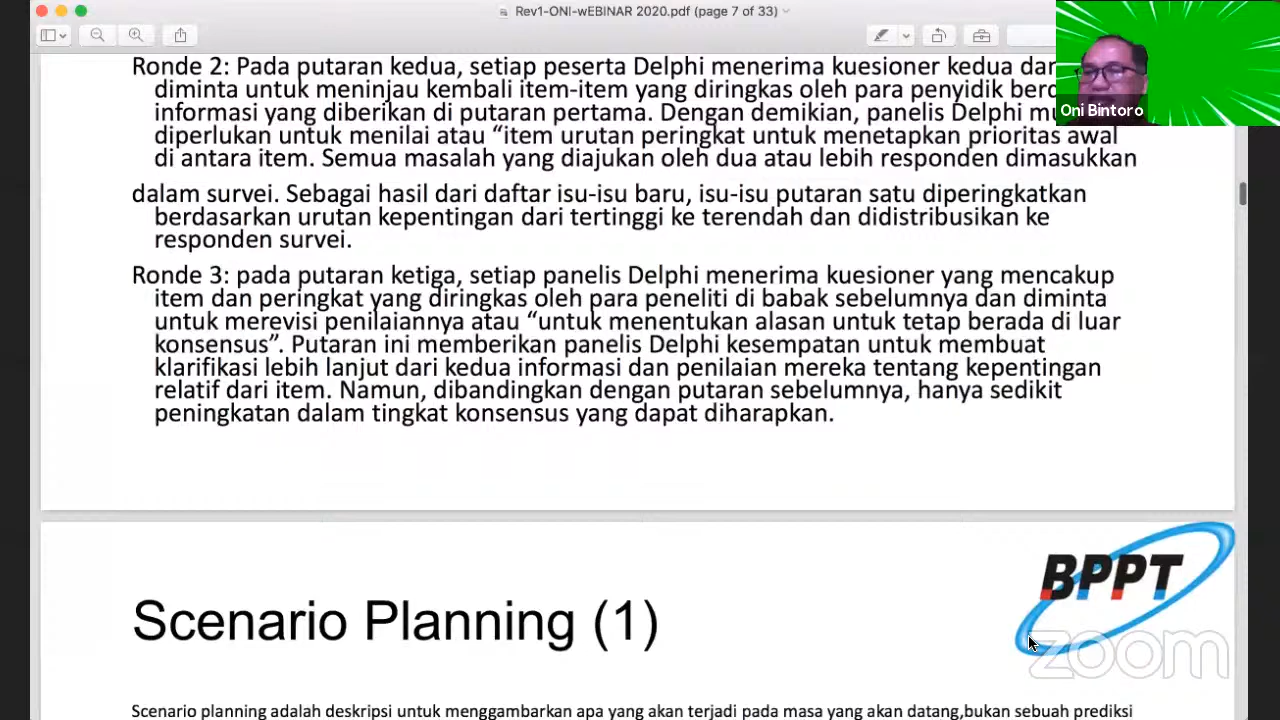 Rev1-ONI-wEBINAR 2020.pdf (page 7 of 33)
Oni Bintoro
Ronde 2: Pada putaran kedua, setiap peserta Delphi menerima kuesioner kedua dan
diminta untuk meninjau kembali item-item yang diringkas oleh para penyidik
informasi yang diberikan di putaran pertama. Dengan demikian, panelis Delphi
diperlukan untuk menilai atau “item urutan peringkat untuk menetapkan prioritas awal
di antara item. Semua masalah yang diajukan oleh dua atau lebih responden dimasukkan
dalam survei. Sebagai hasil dari daftar isu-isu baru, isu-isu putaran satu diperingkatkan
berdasarkan urutan kepentingan dari tertinggi ke terendah dan didistribusikan ke
responden survei.
Ronde 3: pada putaran ketiga, setiap panelis Delphi menerima kuesioner yang mencakup
item dan peringkat yang diringkas oleh para peneliti di babak sebelumnya dan diminta
untuk merevisi penilaiannya atau “untuk menentukan alasan untuk tetap berada di luar
konsensus”. Putaran ini memberikan panelis Delphi kesempatan untuk membuat
klarifikasi lebih lanjut dari kedua informasi dan penilaian mereka tentang kepentingan
relatif dari item. Namun, dibandingkan dengan putaran sebelumnya, hanya sedikit
peningkatan dalam tingkat konsensus yang dapat diharapkan.
BPPT
Scenario Planning (1)
zoom
Scenario planning adalah deskripsi untuk menggambarkan apa yang akan terjadi pada masa yang akan datang,bukan sebuah prediksi